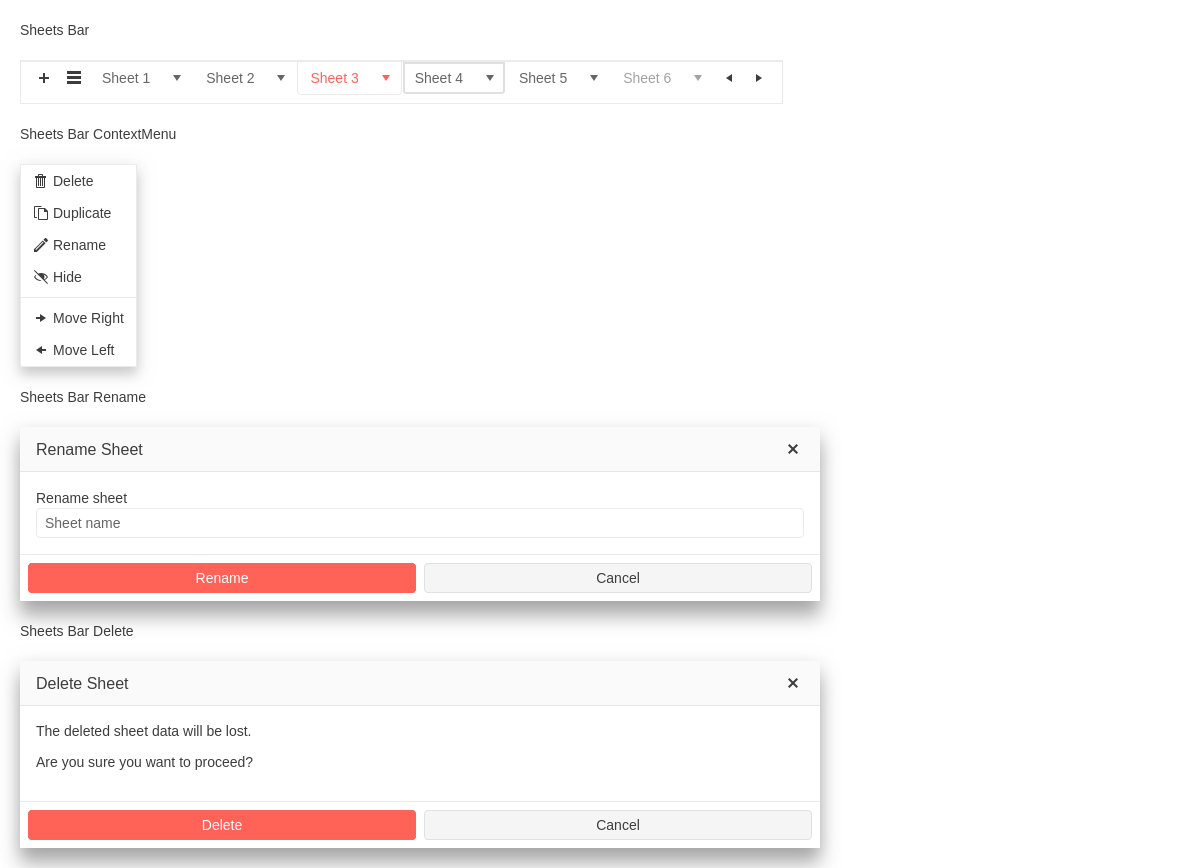 Sheets Bar
Sheet 1 Sheet 2 Sheet 3 Sheet 4 Sheet 5 Sheet 6
Sheets Bar ContextMenu
Delete
Duplicate
Rename
Hide
Move Right
Move Left
Sheets Bar Rename
Rename Sheet
Rename sheet
Sheet name
Rename Cancel
Sheets Bar Delete
Delete Sheet
The deleted sheet data will be lost.
Are you sure you want to proceed?
Delete Cancel